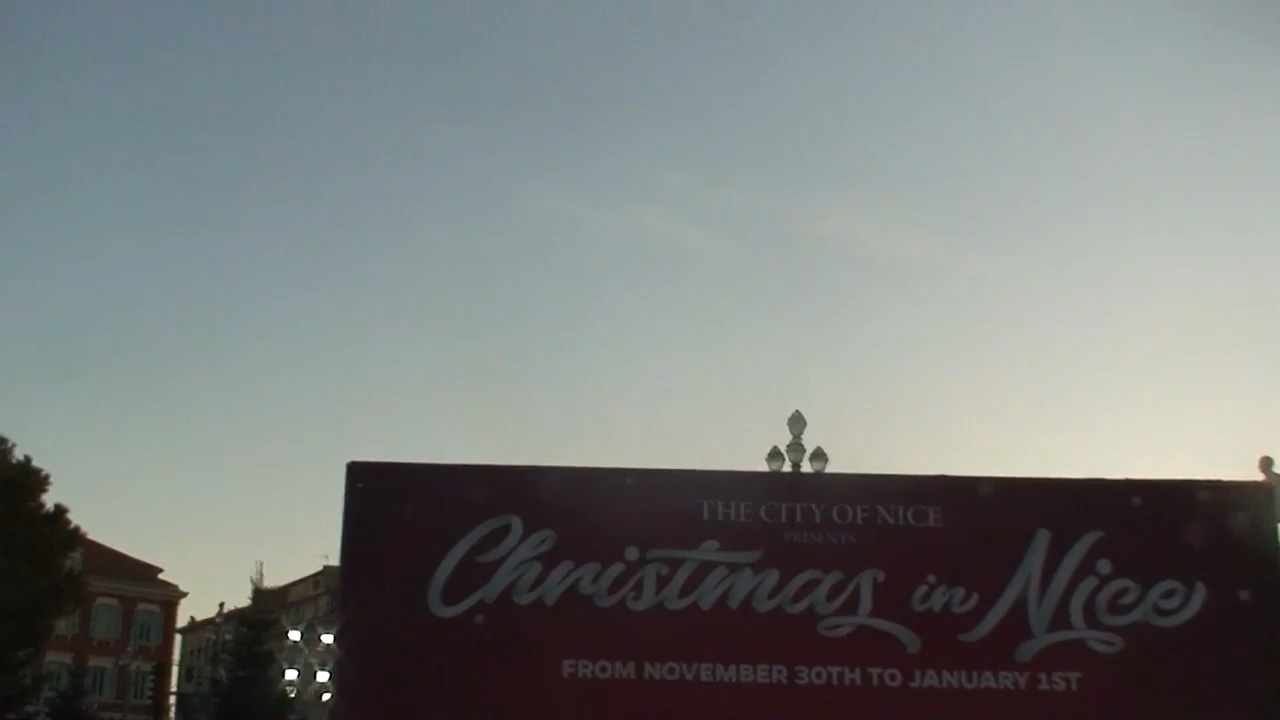 THE CITY OF NICE
PRESENTS
Christmas in Nice
FROM NOVEMBER 30TH TO JANUARY 1ST